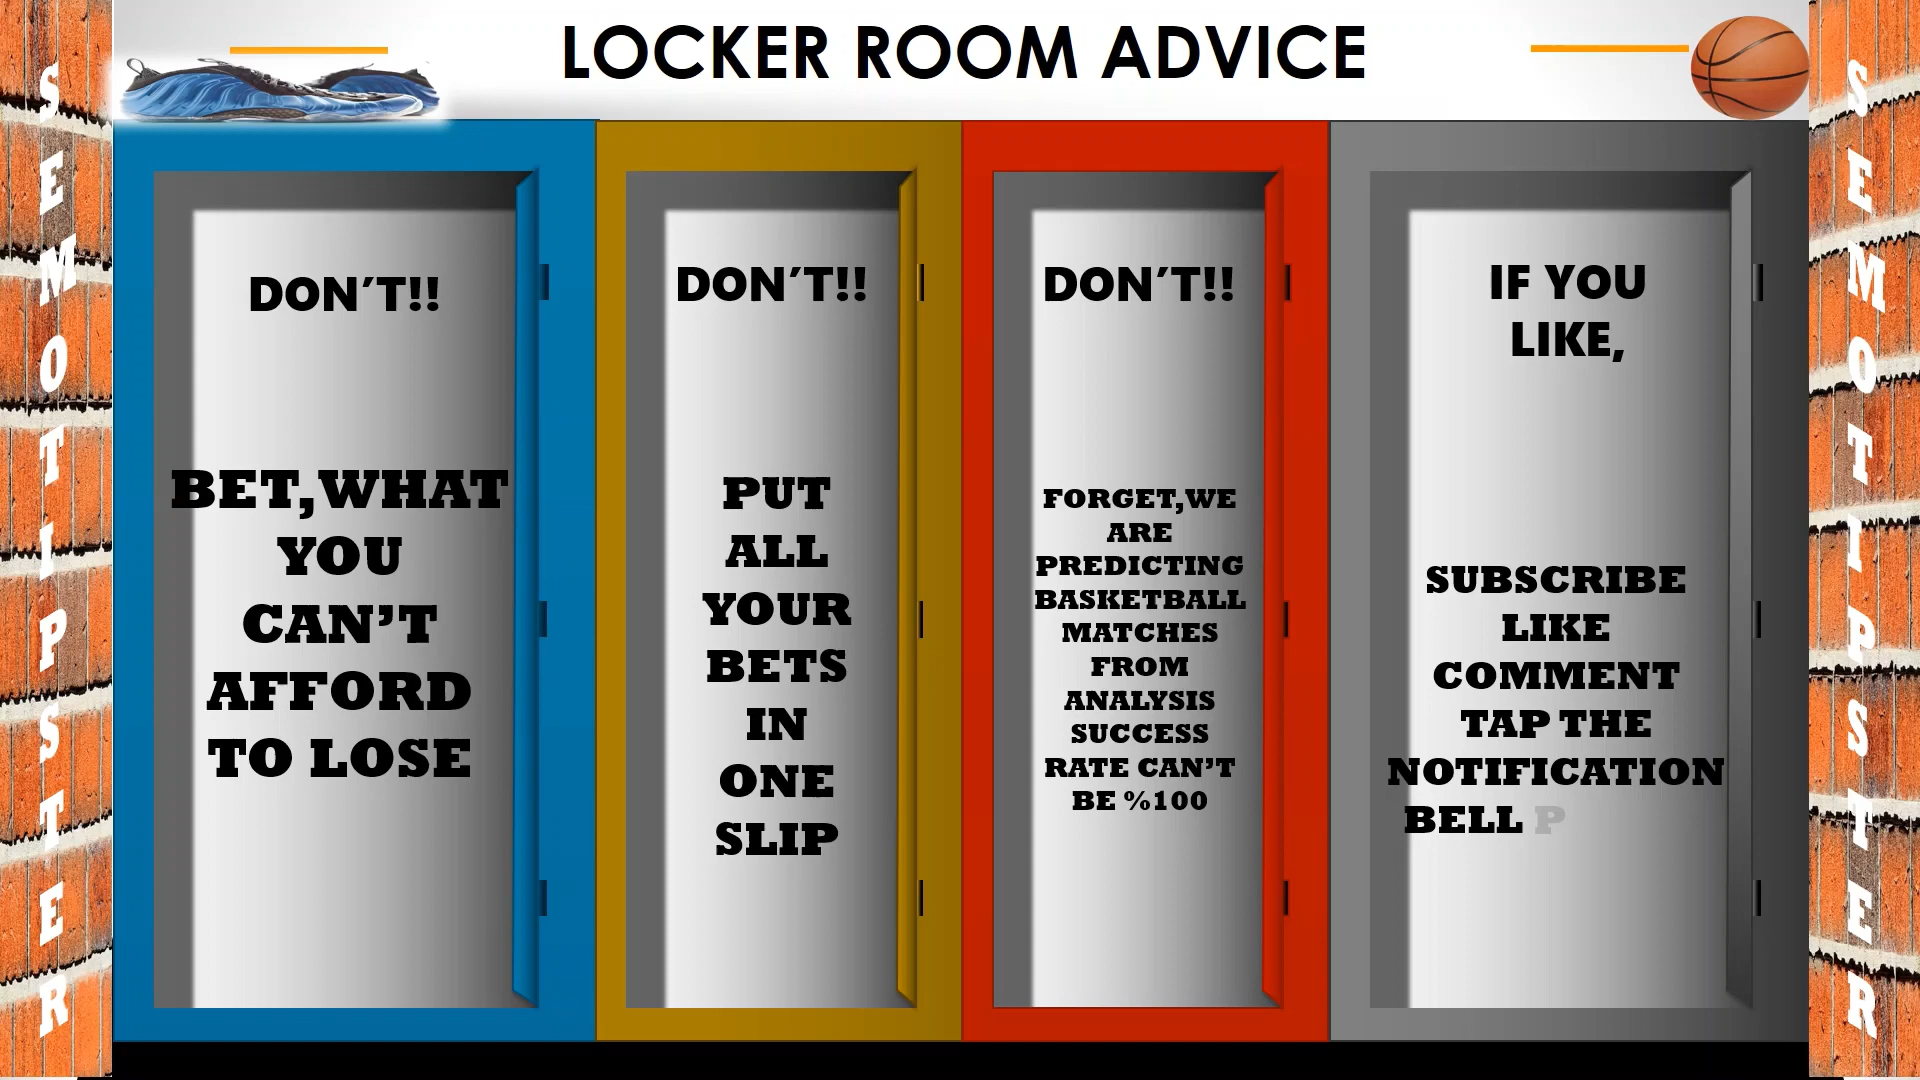 LOCKER ROOM ADVICE
SEMOTIPSTER
DON´T!!
BET,WHAT
YOU
CAN’T
AFFORD
TO LOSE
DON´T!!
PUT
ALL
YOUR
BETS
IN
ONE
SLIP
DON´T!!
FORGET,WE
ARE
PREDICTING
BASKETBALL
MATCHES
FROM
ANALYSIS
SUCCESS
RATE CAN’T
BE %100
IF YOU
LIKE,
SUBSCRIBE
LIKE
COMMENT
TAP THE
NOTIFICATION
BELL P
SEMOTIPSTER